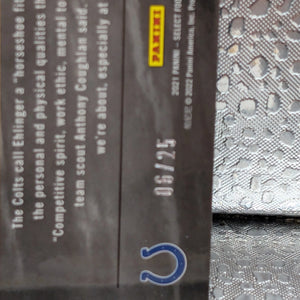 The Colts call Ehlinger a "horseshoe fit
the personal and physical qualities th
"Competitive spirit, work ethic, mental to
team scout Anthony Coughlan said.
we're about, especially at
06/25
PANINI
2021 PANINI – SELECT FOO
© 2022 Panini America, Inc. Pr